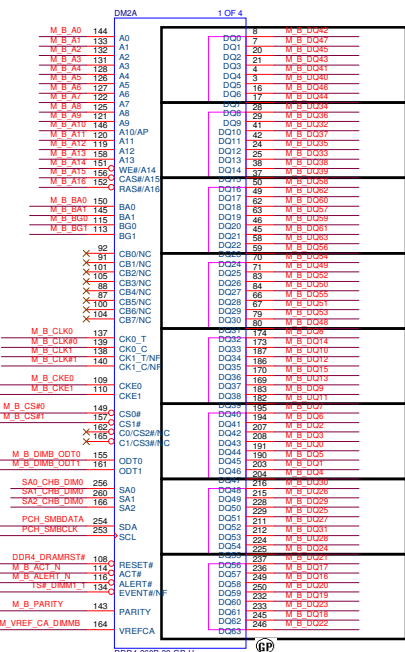 DM2A
1 OF 4
M_B_A0 144 A0
M_B_A1 133 A1
M_B_A2 132 A2
M_B_A3 131 A3
M_B_A4 128 A4
M_B_A5 126 A5
M_B_A6 127 A6
M_B_A7 122 A7
M_B_A8 125 A8
M_B_A9 121 A9
M_B_A10 146 A10/AP
M_B_A11 120 A11
M_B_A12 119 A12
M_B_A13 158 A13
M_B_A14 151 WE#/A14
M_B_A15 156 CAS#/A15
M_B_A16 152 RAS#/A16
M_B_BA0 150 BA0
M_B_BA1 145 BA1
M_B_BG0 115 BG0
M_B_BG1 113 BG1
92 CB0/NC
91 CB1/NC
101 CB2/NC
105 CB3/NC
88 CB4/NC
87 CB5/NC
100 CB6/NC
104 CB7/NC
M_B_CLK0 137 CK0_T
M_B_CLK#0 139 CK0_C
M_B_CLK1 138 CK1_T/NF
M_B_CLK#1 140 CK1_C/NF
M_B_CKE0 109 CKE0
M_B_CKE1 110 CKE1
M_B_CS#0 149 CS0#
M_B_CS#1 157 CS1#
162 C0/CS2#/NC
165 C1/CS3#/NC
M_B_DIMB_ODT0 155 ODT0
M_B_DIMB_ODT1 161 ODT1
SA0_CHB_DIM0 256 SA0
SA1_CHB_DIM0 260 SA1
SA2_CHB_DIM0 166 SA2
PCH_SMBDATA 254 SDA
PCH_SMBCLK 253 SCL
DDR4_DRAMRST# 108 RESET#
M_B_ACT_N 114 ACT#
M_B_ALERT_N 116 ALERT#
TS#_DIMM1_1 134 EVENT#/NF
M_B_PARITY 143 PARITY
M_VREF_CA_DIMMB 164 VREFCA
DQ0 8 M_B_DQ42
DQ1 7 M_B_DQ47
DQ2 20 M_B_DQ45
DQ3 21 M_B_DQ43
DQ4 4 M_B_DQ41
DQ5 3 M_B_DQ40
DQ6 16 M_B_DQ46
DQ7 17 M_B_DQ44
DQ8 28 M_B_DQ34
DQ9 29 M_B_DQ36
DQ10 41 M_B_DQ32
DQ11 42 M_B_DQ37
DQ12 24 M_B_DQ35
DQ13 25 M_B_DQ33
DQ14 38 M_B_DQ38
DQ15 37 M_B_DQ39
DQ16 50 M_B_DQ58
DQ17 49 M_B_DQ62
DQ18 62 M_B_DQ60
DQ19 63 M_B_DQ57
DQ20 46 M_B_DQ59
DQ21 45 M_B_DQ61
DQ22 58 M_B_DQ63
DQ23 59 M_B_DQ56
DQ24 70 M_B_DQ54
DQ25 71 M_B_DQ49
DQ26 83 M_B_DQ52
DQ27 84 M_B_DQ50
DQ28 66 M_B_DQ55
DQ29 67 M_B_DQ51
DQ30 79 M_B_DQ53
DQ31 80 M_B_DQ48
DQ32 174 M_B_DQ8
DQ33 173 M_B_DQ14
DQ34 187 M_B_DQ10
DQ35 186 M_B_DQ12
DQ36 170 M_B_DQ15
DQ37 169 M_B_DQ13
DQ38 183 M_B_DQ9
DQ39 182 M_B_DQ11
DQ40 195 M_B_DQ7
DQ41 194 M_B_DQ6
DQ42 207 M_B_DQ2
DQ43 208 M_B_DQ3
DQ44 191 M_B_DQ0
DQ45 190 M_B_DQ5
DQ46 203 M_B_DQ1
DQ47 204 M_B_DQ4
DQ48 216 M_B_DQ30
DQ49 215 M_B_DQ26
DQ50 228 M_B_DQ29
DQ51 229 M_B_DQ25
DQ52 211 M_B_DQ27
DQ53 212 M_B_DQ31
DQ54 M_B_DQ28
DQ55 225 M_B_DQ24
DQ56 237 M_B_DQ21
DQ57 236 M_B_DQ17
DQ58 249 M_B_DQ16
DQ59 250 M_B_DQ20
DQ60 232 M_B_DQ19
DQ61 233 M_B_DQ23
DQ62 245 M_B_DQ18
DQ63 246 M_B_DQ22
GP